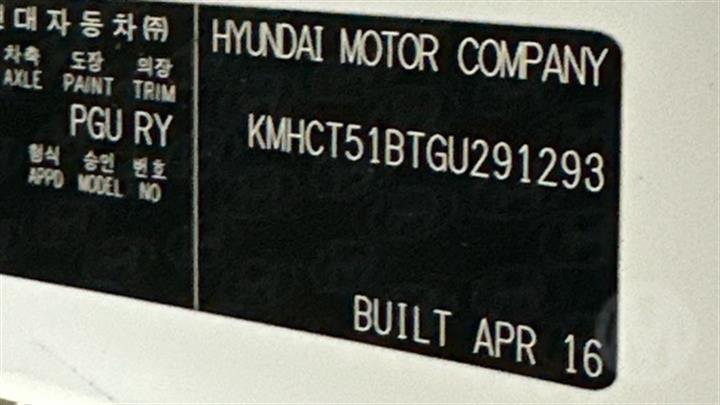 대자동차㈜
차축 도장 의장
AXLE PAINT TRIM
PGU RY
형식 승인 번호
APPD MODEL NO
HYUNDAI MOTOR COMPANY
KMHCT51BTGU291293
BUILT APR 16